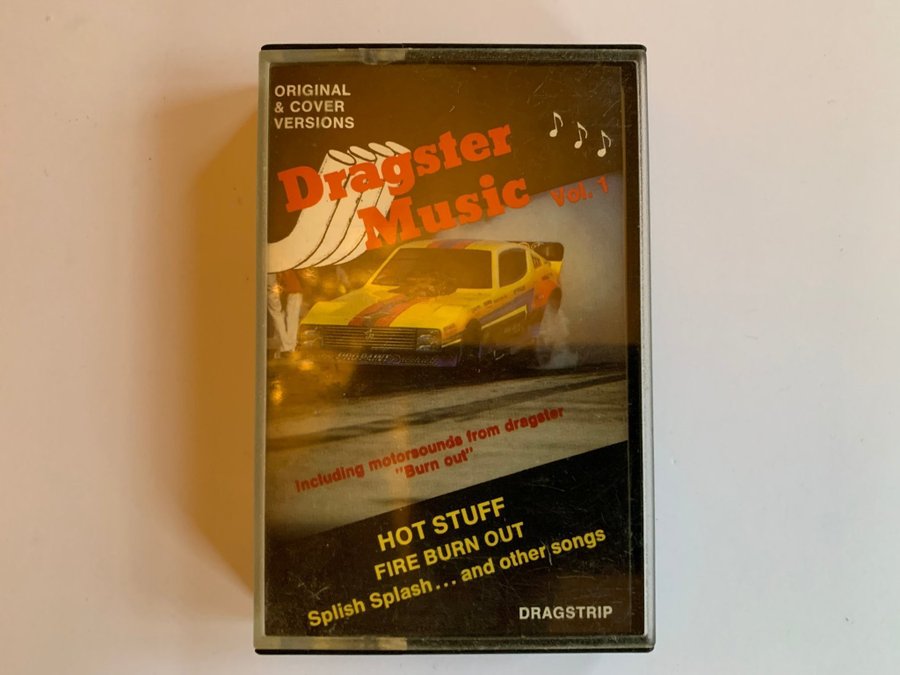 ORIGINAL
& COVER
VERSIONS
Dragster
Music
Vol. 1
Including motorsounds from dragster
"Burn out"
HOT STUFF
FIRE BURN OUT
Splish Splash... and other songs
DRAGSTRIP